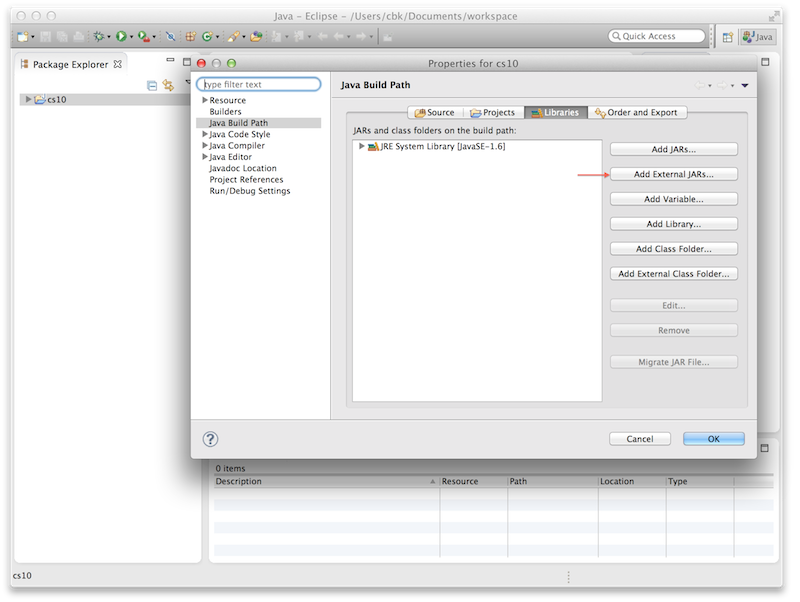 Java - Eclipse - /Users/cbk/Documents/workspace
Quick Access
Java
Package Explorer
cs10
Properties for cs10
type filter text
Resource
Builders
Java Build Path
Java Code Style
Java Compiler
Java Editor
Javadoc Location
Project References
Run/Debug Settings
Java Build Path
Source Projects Libraries Order and Export
JARs and class folders on the build path:
JRE System Library [JavaSE-1.6]
Add JARs...
Add External JARs...
Add Variable...
Add Library...
Add Class Folder...
Add External Class Folder...
Edit...
Remove
Migrate JAR File...
?
Cancel OK
0 items
Description Resource Path Location Type
cs10